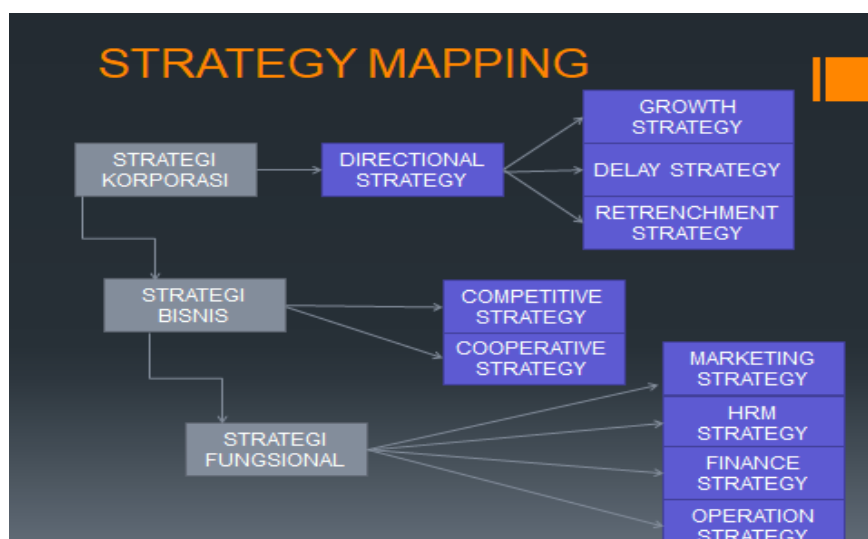 STRATEGY MAPPING
STRATEGI
KORPORASI
DIRECTIONAL
STRATEGY
GROWTH
STRATEGY
DELAY STRATEGY
RETRENCHMENT
STRATEGY
STRATEGI
BISNIS
COMPETITIVE
STRATEGY
COOPERATIVE
STRATEGY
STRATEGI
FUNGSIONAL
MARKETING
STRATEGY
HRM
STRATEGY
FINANCE
STRATEGY
OPERATION
STRATEGY